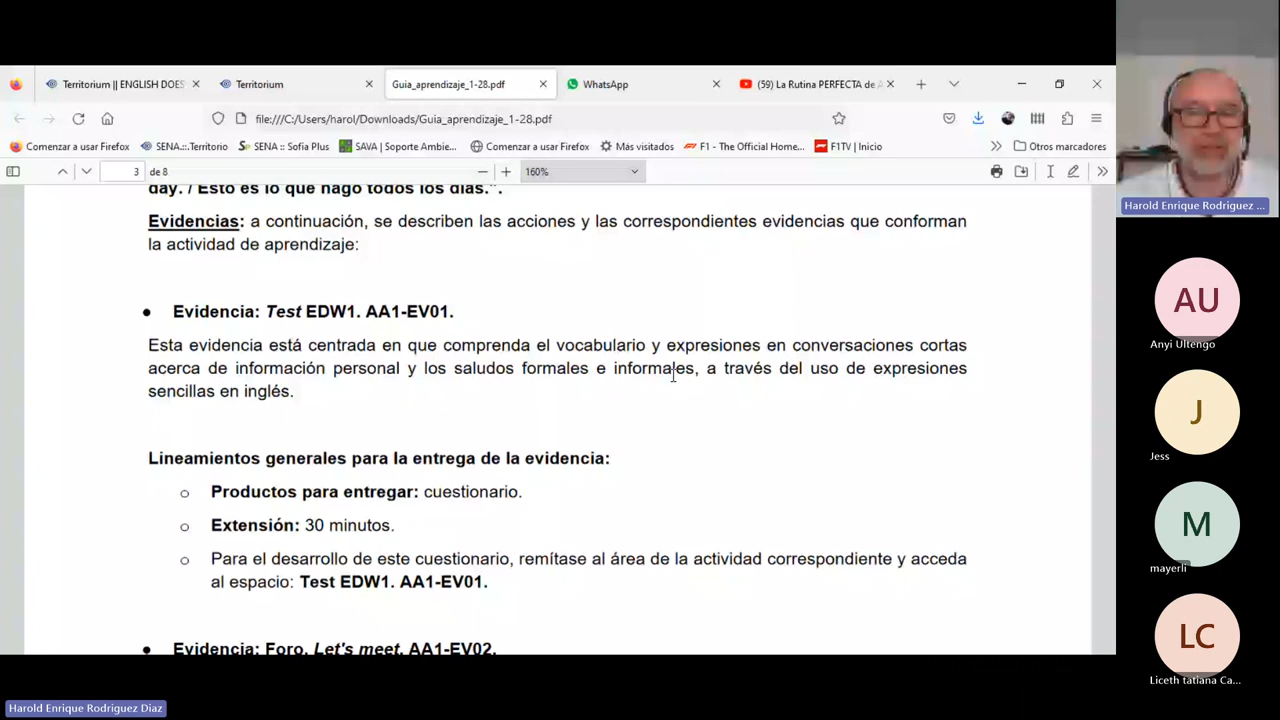 Territorium || ENGLISH DOES
Territorium
Guia_aprendizaje_1-28.pdf
WhatsApp
(59) La Rutina PERFECTA de
file:///C:/Users/harol/Downloads/Guia_aprendizaje_1-28.pdf
Comenzar a usar Firefox
SENA.::.Territorio
SENA :: Sofia Plus
SAVA | Soporte Ambie...
Comenzar a usar Firefox
Más visitados
F1 - The Official Home...
F1TV | Inicio
Otros marcadores
3 de 8
160%
day. / Esto es lo que hago todos los días.".
Evidencias: a continuación, se describen las acciones y las correspondientes evidencias que conforman
la actividad de aprendizaje:
● Evidencia: Test EDW1. AA1-EV01.
Esta evidencia está centrada en que comprenda el vocabulario y expresiones en conversaciones cortas
acerca de información personal y los saludos formales e informales, a través del uso de expresiones
sencillas en inglés.
Lineamientos generales para la entrega de la evidencia:
o Productos para entregar: cuestionario.
o Extensión: 30 minutos.
o Para el desarrollo de este cuestionario, remítase al área de la actividad correspondiente y acceda
al espacio: Test EDW1. AA1-EV01.
● Evidencia: Foro. Let's meet. AA1-EV02.
Harold Enrique Rodriguez ...
AU
Anyi Ultengo
J
Jess
M
mayerli
LC
Liceth tatiana Ca...
Harold Enrique Rodriguez Diaz